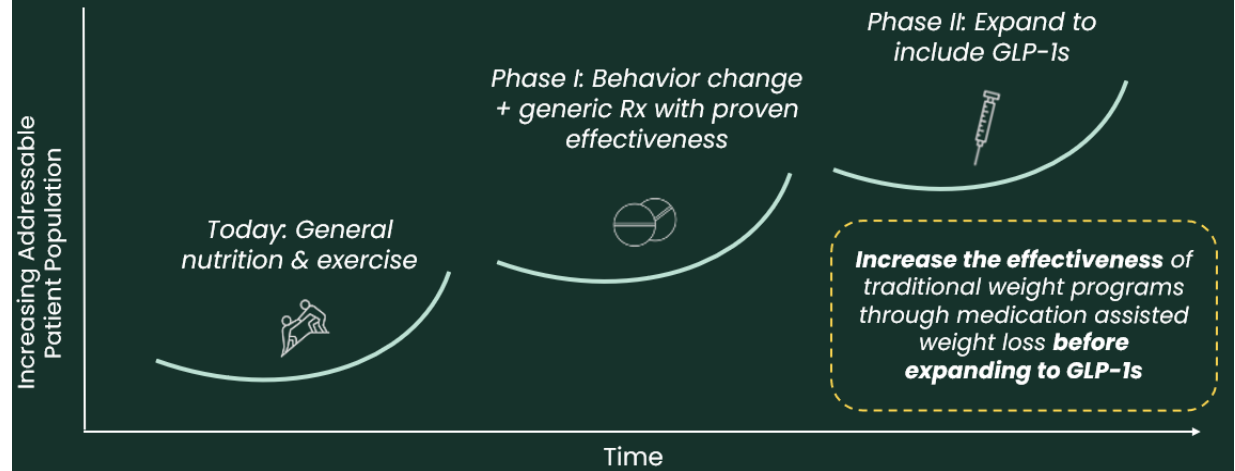 Phase II: Expand to
include GLP-1s
Phase I: Behavior change
+ generic Rx with proven
effectiveness
Today: General
nutrition & exercise
Increase the effectiveness of
traditional weight programs
through medication assisted
weight loss before
expanding to GLP-1s
Increasing Addressable
Patient Population
Time